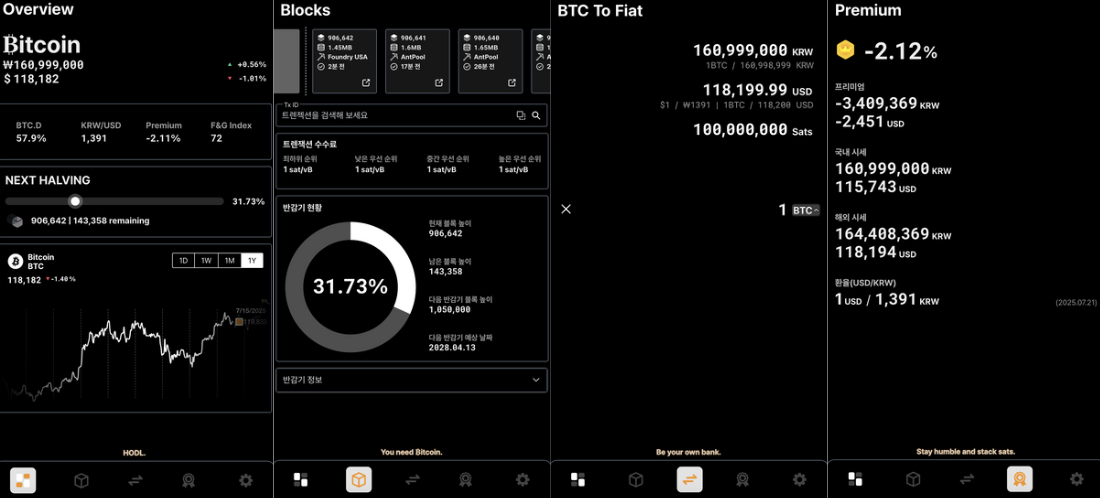 Overview
Bitcoin
₩160,999,000
+0.56%
$118,182
-1.01%
BTC.D
KRW/USD
Premium
F&G Index
57.9%
1,391
-2.11%
72
NEXT HALVING
31.73%
906,642 | 143,358 remaining
Bitcoin
BTC
1D
1W
1M
1Y
118,182
-1.40%
7/15/2025
HODL.
Blocks
906,642
1.45MB
Foundry USA
2분 전
906,641
1.6MB
AntPool
17분 전
906,640
1.65MB
AntPool
26분 전
906,6
Tx ID
트렌젝션을 검색해 보세요
트렌잭션 수수료
최하위 순위
낮은 우선 순위
중간 우선 순위
높은 우선 순위
1 sat/vB
1 sat/vB
1 sat/vB
1 sat/vB
반감기 현황
31.73%
현재 블록 높이
906,642
남은 블록 높이
143,358
다음 반감기 블록 높이
1,050,000
다음 반감기 예상 날짜
2028.04.13
반감기 정보
You need Bitcoin.
BTC To Fiat
160,999,000 KRW
1BTC / 160,998,999 KRW
118,199.99 USD
$1 / ₩1391 | 1BTC / 118,200 USD
100,000,000 Sats
1 BTC
Be your own bank.
Premium
-2.12%
프리미엄
-3,409,369 KRW
-2,451 USD
국내 시세
160,999,000 KRW
115,743 USD
해외 시세
164,408,369 KRW
118,194 USD
환율(USD/KRW)
1 USD / 1,391 KRW
(2025.07.21)
Stay humble and stack sats.